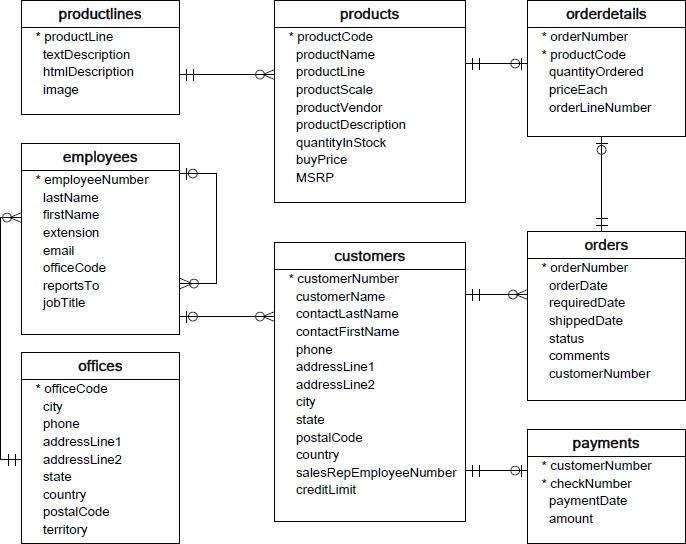 productlines
* productLine
textDescription
htmlDescription
image
products
* productCode
productName
productLine
productScale
productVendor
productDescription
quantityInStock
buyPrice
MSRP
orderdetails
* orderNumber
* productCode
quantityOrdered
priceEach
orderLineNumber
employees
* employeeNumber
lastName
firstName
extension
email
officeCode
reportsTo
jobTitle
customers
* customerNumber
customerName
contactLastName
contactFirstName
phone
addressLine1
addressLine2
city
state
postalCode
country
salesRepEmployeeNumber
creditLimit
orders
* orderNumber
orderDate
requiredDate
shippedDate
status
comments
customerNumber
offices
* officeCode
city
phone
addressLine1
addressLine2
state
country
postalCode
territory
payments
* customerNumber
* checkNumber
paymentDate
amount